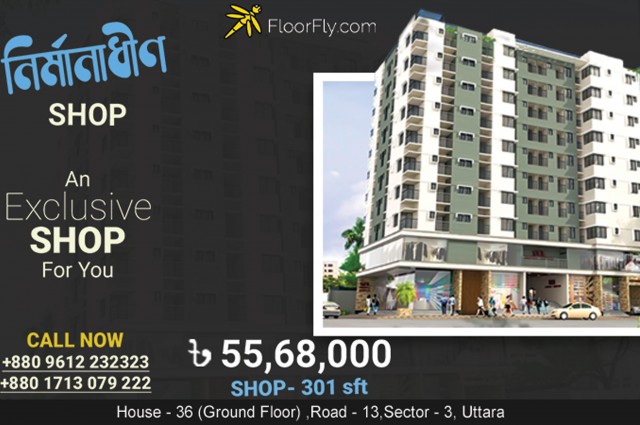 FloorFly.com
নির্মানাধীণ
SHOP
An
Exclusive
SHOP
For You
CALL NOW
+880 9612 232323
+880 1713 079 222
৳ 55,68,000
SHOP- 301 sft
House - 36 (Ground Floor) ,Road - 13,Sector - 3, Uttara